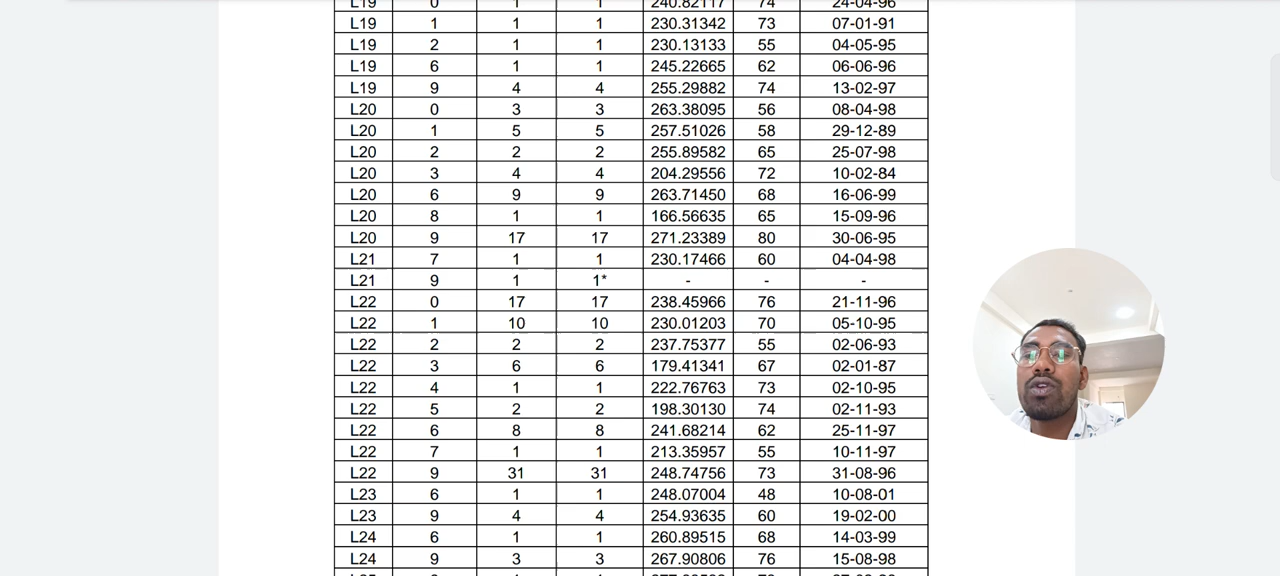 L19 0 1 1 240.82117 74 24-04-96
L19 1 1 1 230.31342 73 07-01-91
L19 2 1 1 230.13133 55 04-05-95
L19 6 1 1 245.22665 62 06-06-96
L19 9 4 4 255.29882 74 13-02-97
L20 0 3 3 263.38095 56 08-04-98
L20 1 5 5 257.51026 58 29-12-89
L20 2 2 2 255.89582 65 25-07-98
L20 3 4 4 204.29556 72 10-02-84
L20 6 9 9 263.71450 68 16-06-99
L20 8 1 1 166.56635 65 15-09-96
L20 9 17 17 271.23389 80 30-06-95
L21 7 1 1 230.17466 60 04-04-98
L21 9 1 1* - - -
L22 0 17 17 238.45966 76 21-11-96
L22 1 10 10 230.01203 70 05-10-95
L22 2 2 2 237.75377 55 02-06-93
L22 3 6 6 179.41341 67 02-01-87
L22 4 1 1 222.76763 73 02-10-95
L22 5 2 2 198.30130 74 02-11-93
L22 6 8 8 241.68214 62 25-11-97
L22 7 1 1 213.35957 55 10-11-97
L22 9 31 31 248.74756 73 31-08-96
L23 6 1 1 248.07004 48 10-08-01
L23 9 4 4 254.93635 60 19-02-00
L24 6 1 1 260.89515 68 14-03-99
L24 9 3 3 267.90806 76 15-08-98